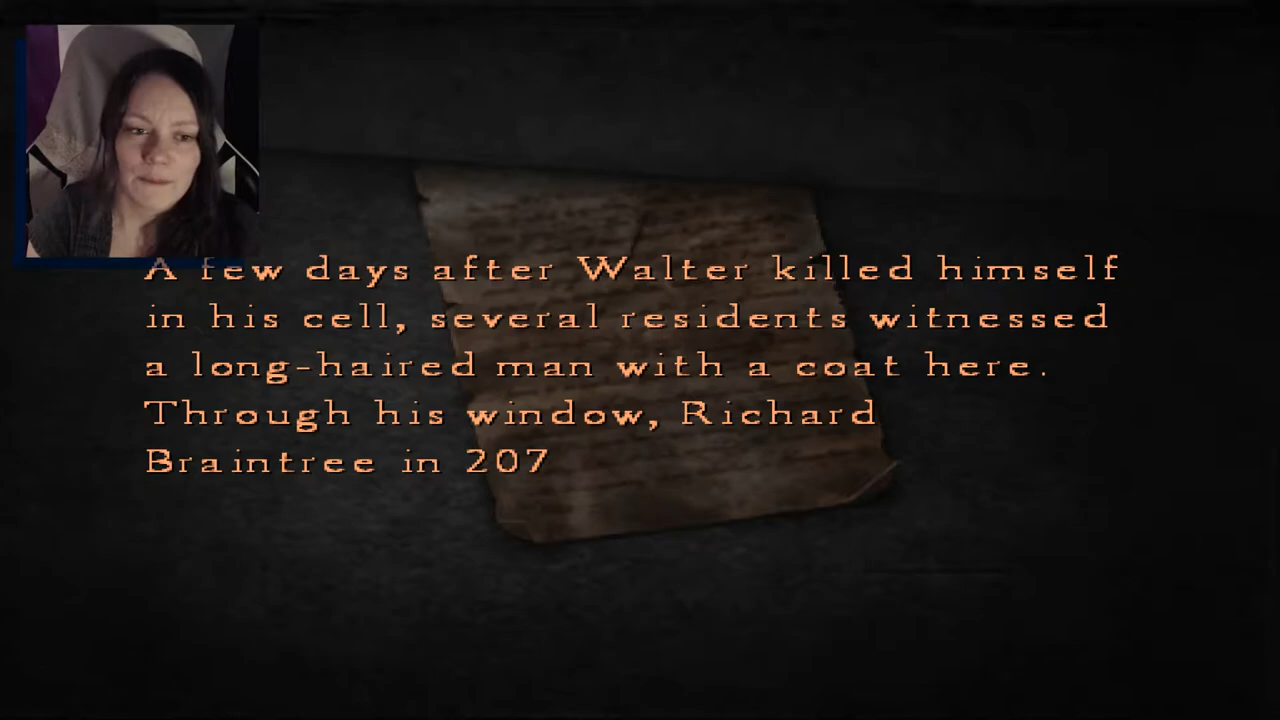 A few days after Walter killed himself
in his cell, several residents witnessed
a long-haired man with a coat here.
Through his window, Richard
Braintree in 207